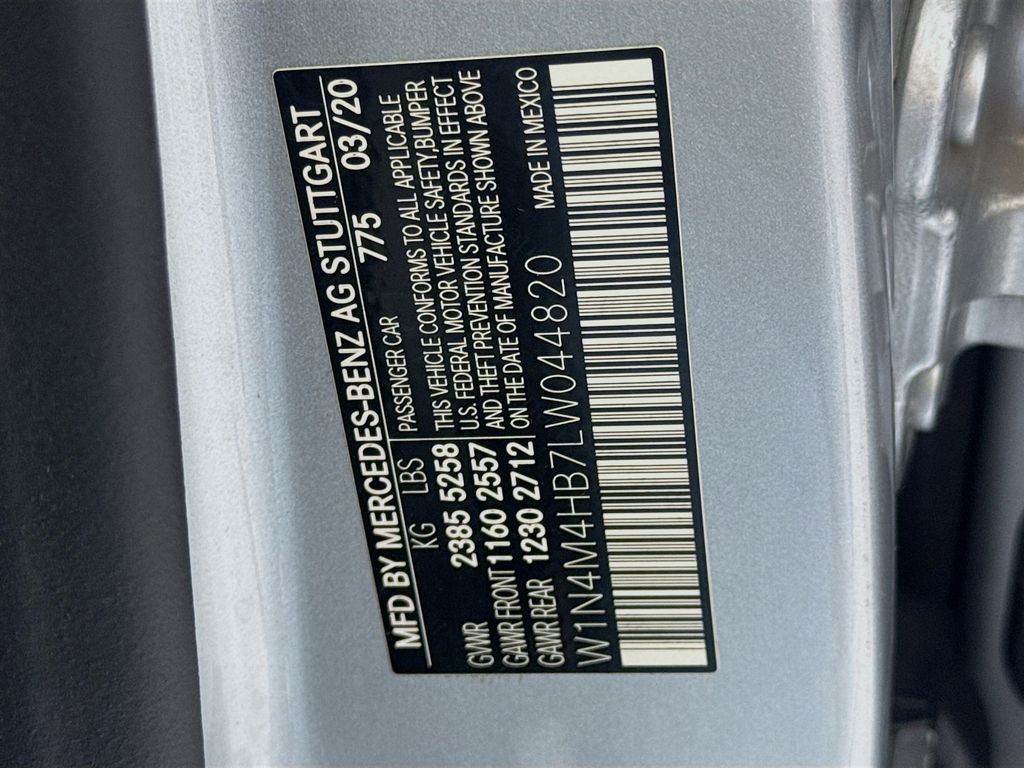 MFD BY MERCEDES-BENZ AG STUTTGART
KG LBS 775 03/20
GVWR 2385 5258
GAWR FRONT 1160 2557
GAWR REAR 1230 2712
PASSENGER CAR
THIS VEHICLE CONFORMS TO ALL APPLICABLE
U.S. FEDERAL MOTOR VEHICLE SAFETY,BUMPER
AND THEFT PREVENTION STANDARDS IN EFFECT
ON THE DATE OF MANUFACTURE SHOWN ABOVE
W1N4M4HB7LW044820 MADE IN MEXICO